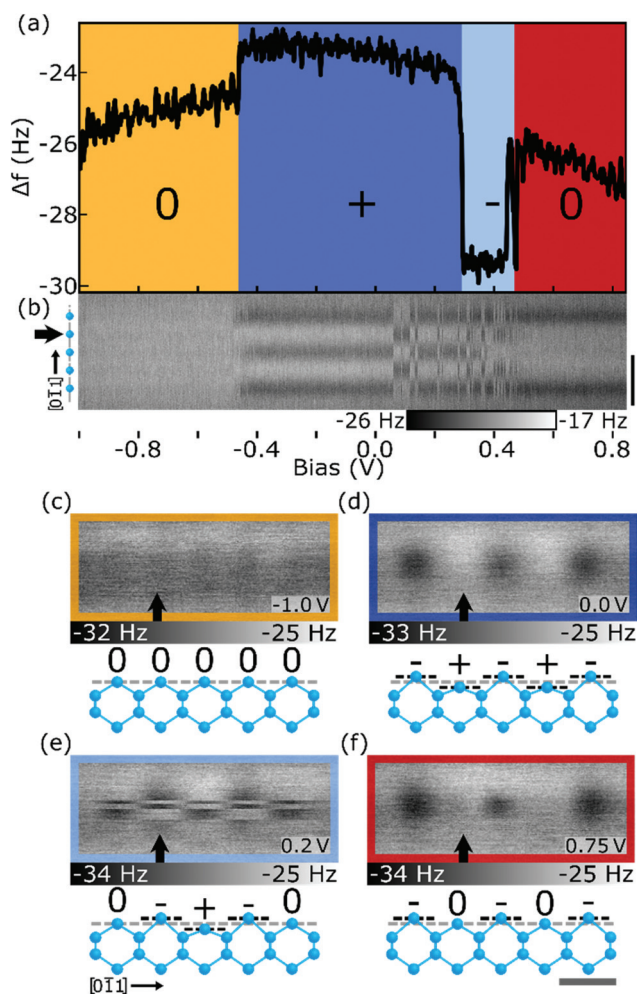 (a)
-24
-26
-28
-30
Δf (Hz)
0
+
-
0
(b)
[01̄1]
-26 Hz
-17 Hz
-0.8
-0.4
0.0
0.4
0.8
Bias (V)
(c)
-1.0 V
-32 Hz
-25 Hz
0 0 0 0 0
(d)
0.0 V
-33 Hz
-25 Hz
- + - + -
(e)
0.2 V
-34 Hz
-25 Hz
0 - + - 0
[01̄1]
(f)
0.75 V
-34 Hz
-25 Hz
- 0 - 0 -